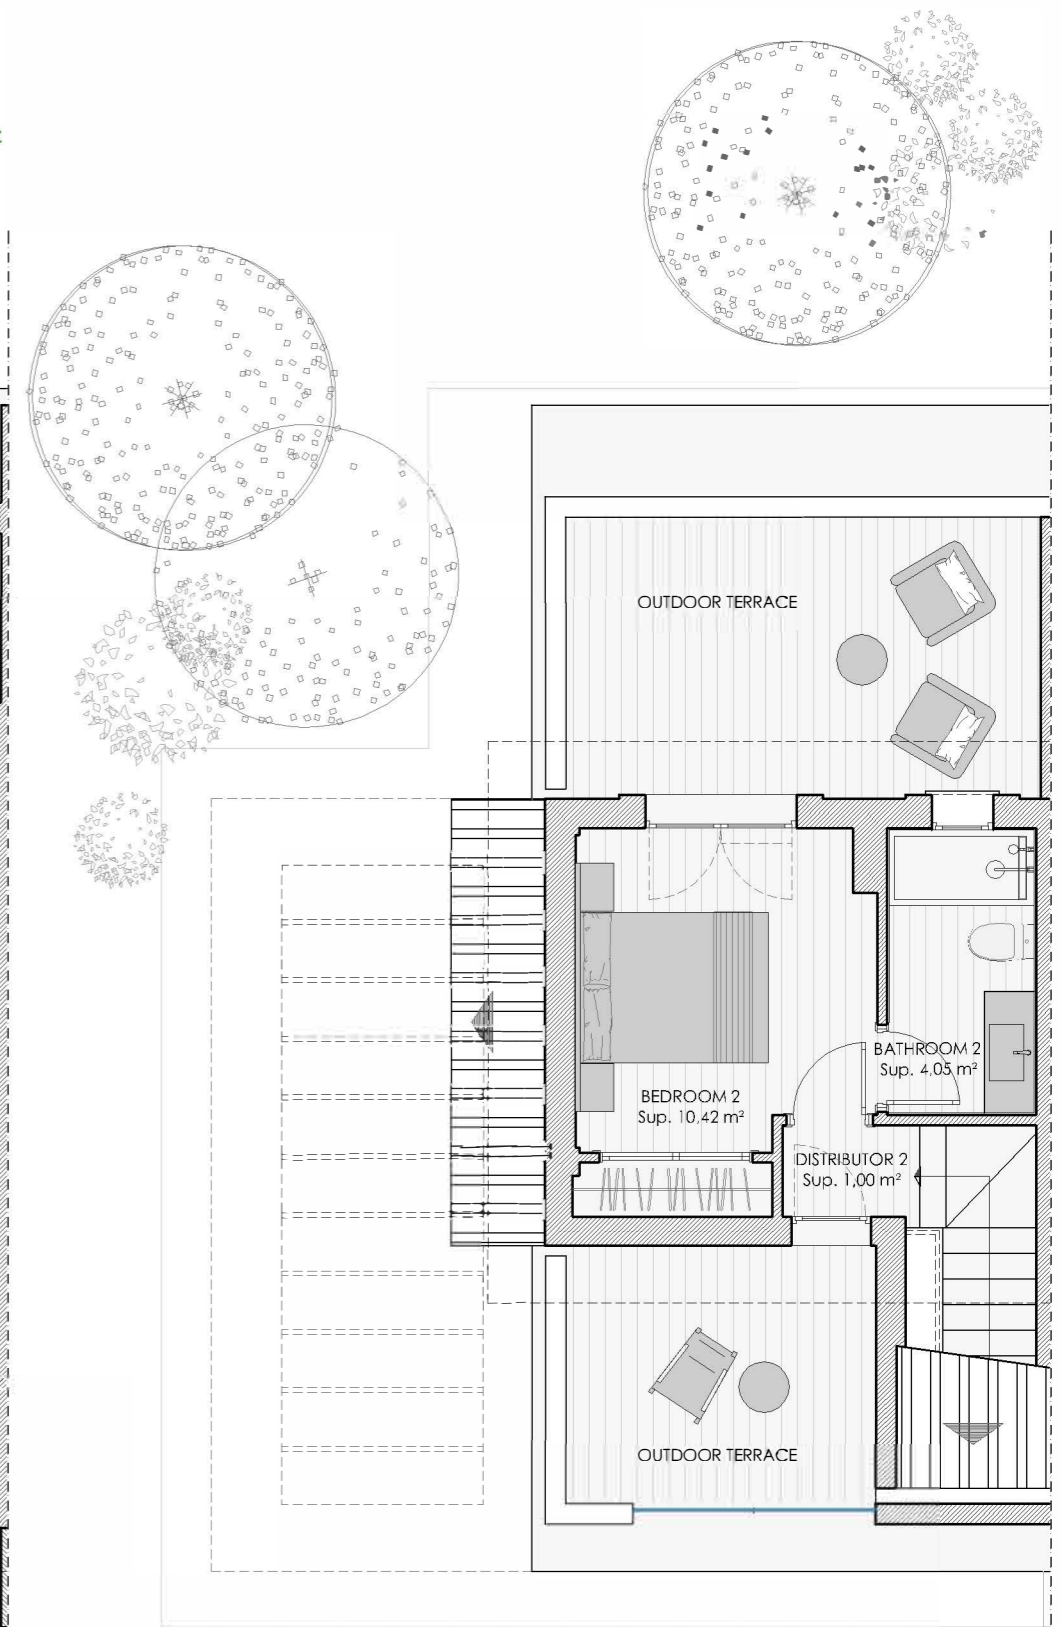 OUTDOOR TERRACE
BATHROOM 2
Sup. 4,05 m²
BEDROOM 2
Sup. 10,42 m²
DISTRIBUTOR 2
Sup. 1,00 m²
OUTDOOR TERRACE